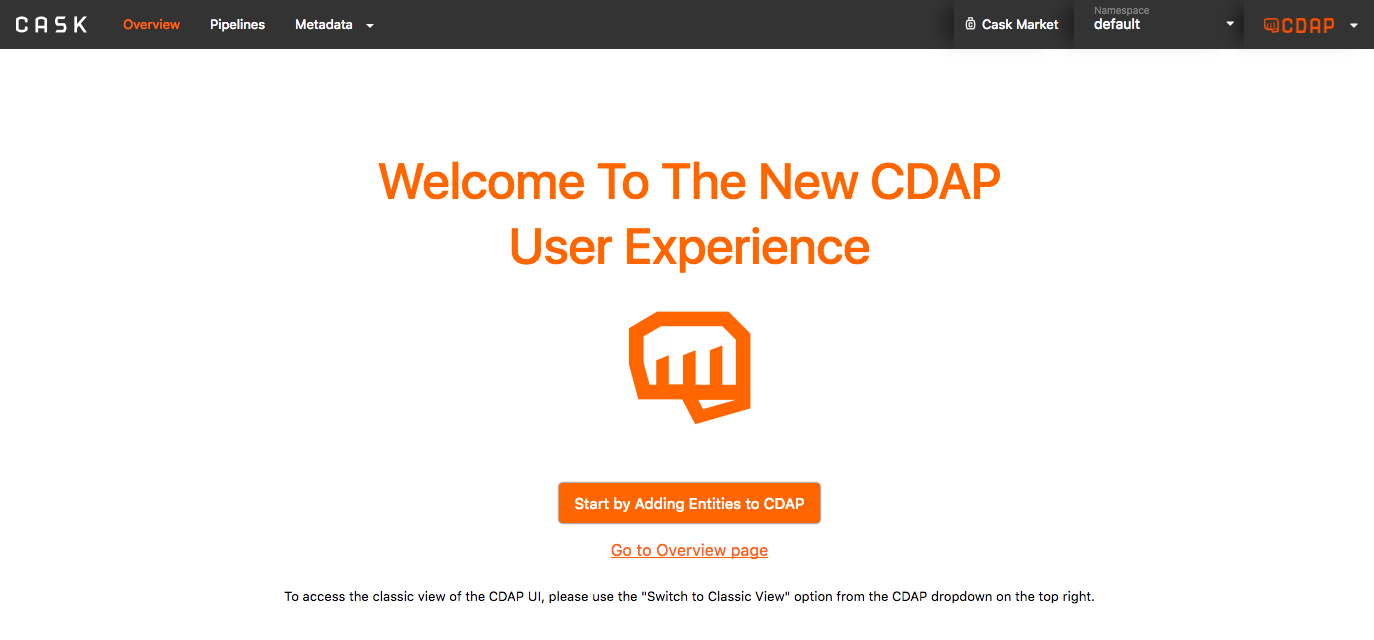 CASK
Overview
Pipelines
Metadata
Cask Market
Namespace
default
CDAP
Welcome To The New CDAP
User Experience
Start by Adding Entities to CDAP
Go to Overview page
To access the classic view of the CDAP UI, please use the "Switch to Classic View" option from the CDAP dropdown on the top right.